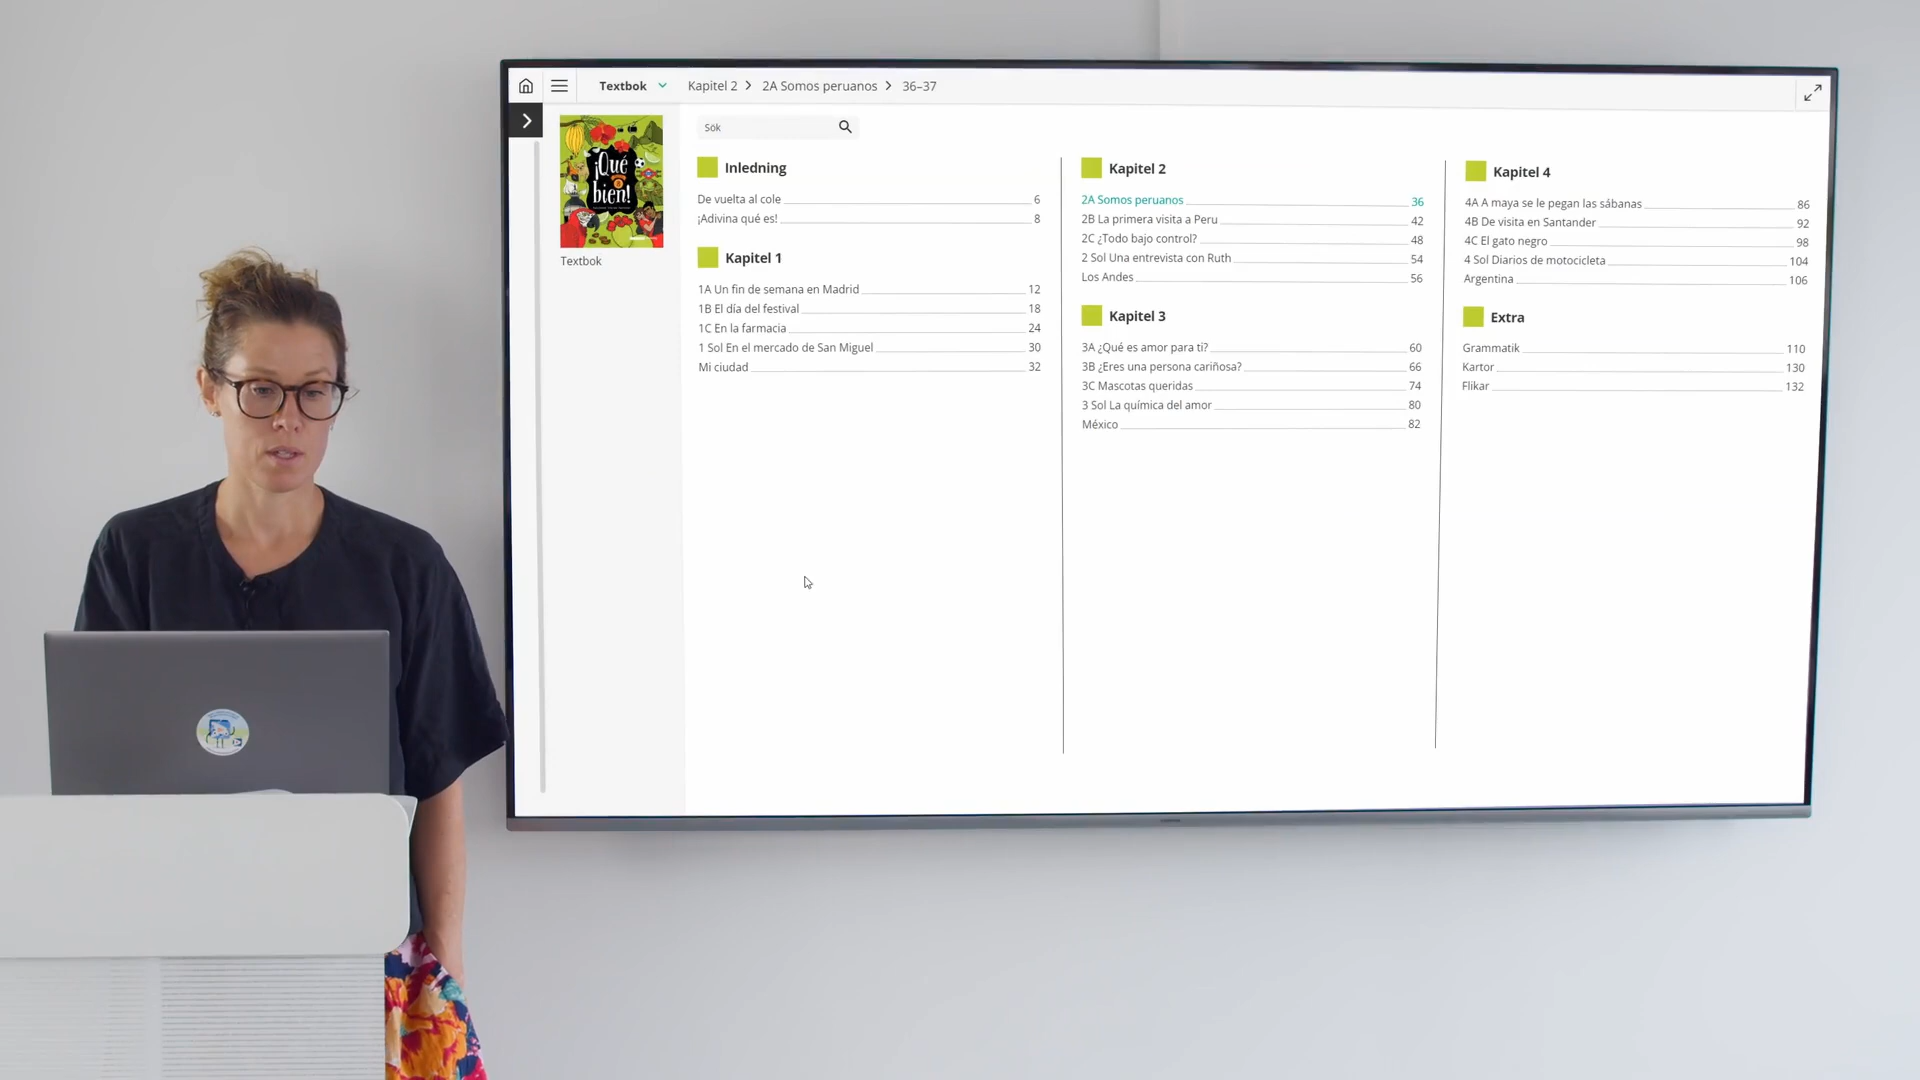 Textbok Kapitel 2 > 2A Somos peruanos > 36–37
¡Qué
bien!
Textbok
Sök
Inledning
De vuelta al cole 6
¡Adivina qué es! 8
Kapitel 1
1A Un fin de semana en Madrid 12
1B El día del festival 18
1C En la farmacia 24
1 Sol En el mercado de San Miguel 30
Mi ciudad 32
Kapitel 2
2A Somos peruanos 36
2B La primera visita a Peru 42
2C ¿Todo bajo control? 48
2 Sol Una entrevista con Ruth 54
Los Andes 56
Kapitel 3
3A ¿Qué es amor para ti? 60
3B ¿Eres una persona cariñosa? 66
3C Mascotas queridas 74
3 Sol La química del amor 80
México 82
Kapitel 4
4A A maya se le pegan las sábanas 86
4B De visita en Santander 92
4C El gato negro 98
4 Sol Diarios de motocicleta 104
Argentina 106
Extra
Grammatik 110
Kartor 130
Flikar 132